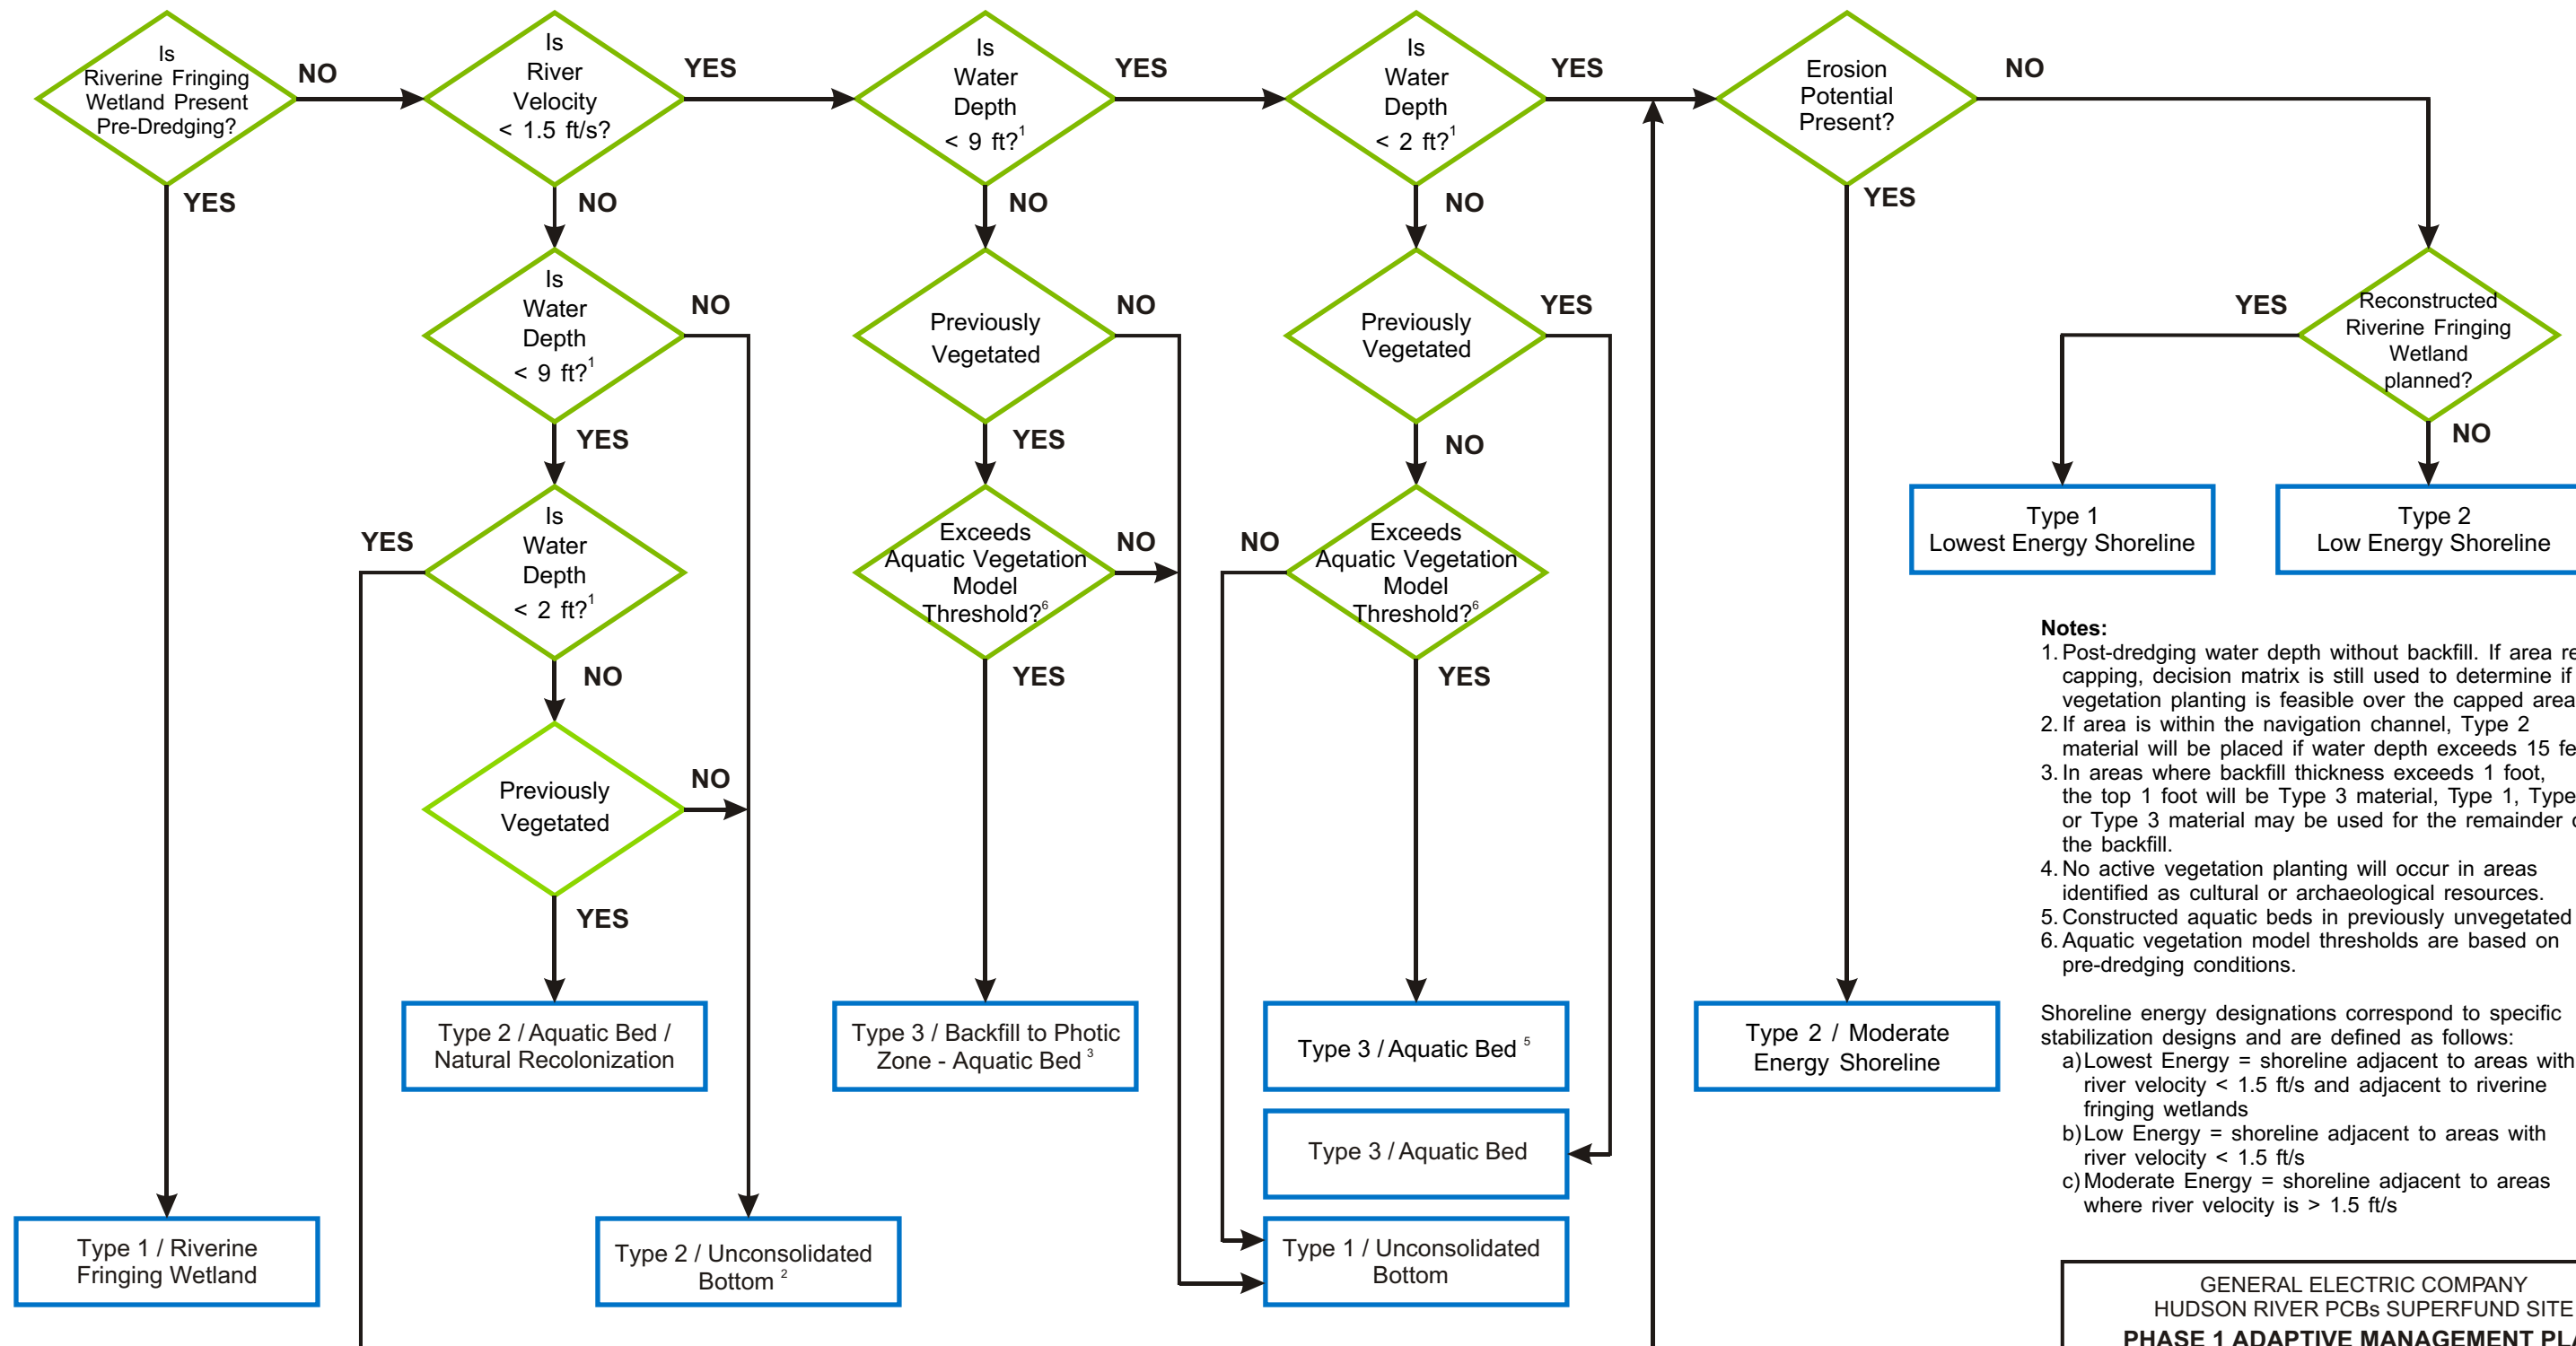 Is
Riverine Fringing
Wetland Present
Pre-Dredging?
NO
YES
Is
River
Velocity
< 1.5 ft/s?
YES
NO
Is
Water
Depth
< 9 ft?1
YES
NO
Is
Water
Depth
< 2 ft?1
YES
NO
Erosion
Potential
Present?
NO
YES
Is
Water
Depth
< 9 ft?1
NO
YES
Previously
Vegetated
NO
YES
Previously
Vegetated
YES
NO
Reconstructed
Riverine Fringing
Wetland
planned?
YES
NO
Is
Water
Depth
< 2 ft?1
YES
NO
Exceeds
Aquatic Vegetation
Model
Threshold?6
NO
YES
Exceeds
Aquatic Vegetation
Model
Threshold?6
NO
YES
Type 1
Lowest Energy Shoreline
Type 2
Low Energy Shoreline
Previously
Vegetated
NO
YES
Type 2 / Aquatic Bed /
Natural Recolonization
Type 3 / Backfill to Photic
Zone - Aquatic Bed 3
Type 3 / Aquatic Bed 5
Type 2 / Moderate
Energy Shoreline
Type 3 / Aquatic Bed
Type 1 / Riverine
Fringing Wetland
Type 2 / Unconsolidated
Bottom 2
Type 1 / Unconsolidated
Bottom
Notes:
1. Post-dredging water depth without backfill. If area
capping, decision matrix is still used to determine if
vegetation planting is feasible over the capped area
2. If area is within the navigation channel, Type 2
material will be placed if water depth exceeds 15
3. In areas where backfill thickness exceeds 1 foot,
the top 1 foot will be Type 3 material, Type 1, Type
or Type 3 material may be used for the remainder
the backfill.
4. No active vegetation planting will occur in areas
identified as cultural or archaeological resources.
5. Constructed aquatic beds in previously unvegetated
6. Aquatic vegetation model thresholds are based on
pre-dredging conditions.
Shoreline energy designations correspond to specific
stabilization designs and are defined as follows:
a) Lowest Energy = shoreline adjacent to areas with
river velocity < 1.5 ft/s and adjacent to riverine
fringing wetlands
b) Low Energy = shoreline adjacent to areas with
river velocity < 1.5 ft/s
c) Moderate Energy = shoreline adjacent to areas
where river velocity is > 1.5 ft/s
GENERAL ELECTRIC COMPANY
HUDSON RIVER PCBs SUPERFUND SITE
PHASE 1 ADAPTIVE MANAGEMENT